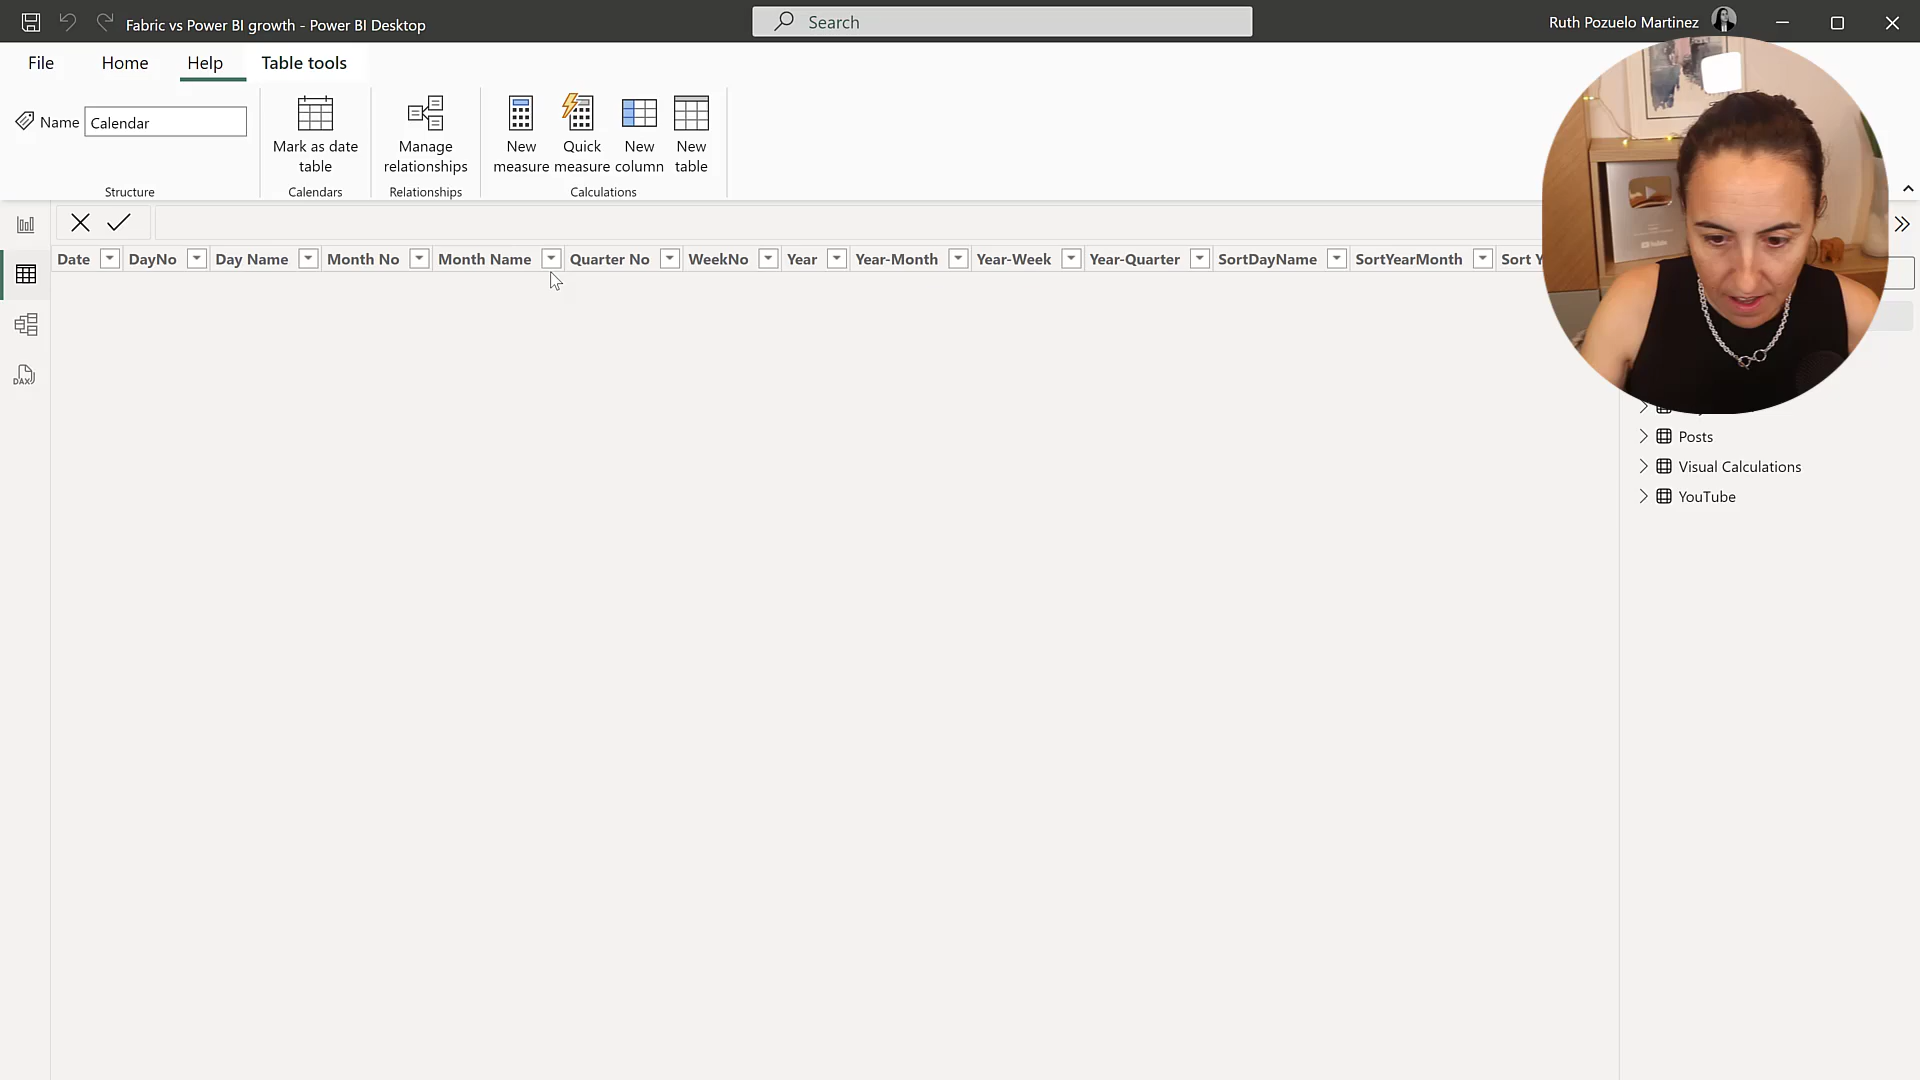 Fabric vs Power BI growth - Power BI Desktop
Search
Ruth Pozuelo Martinez
File
Home
Help
Table tools
Name
Calendar
Mark as date
table
Manage
relationships
New
measure
Quick
measure
New
column
New
table
Structure
Calendars
Relationships
Calculations
Date
DayNo
Day Name
Month No
Month Name
Quarter No
WeekNo
Year
Year-Month
Year-Week
Year-Quarter
SortDayName
SortYearMonth
Sort
DAX
Posts
Visual Calculations
YouTube